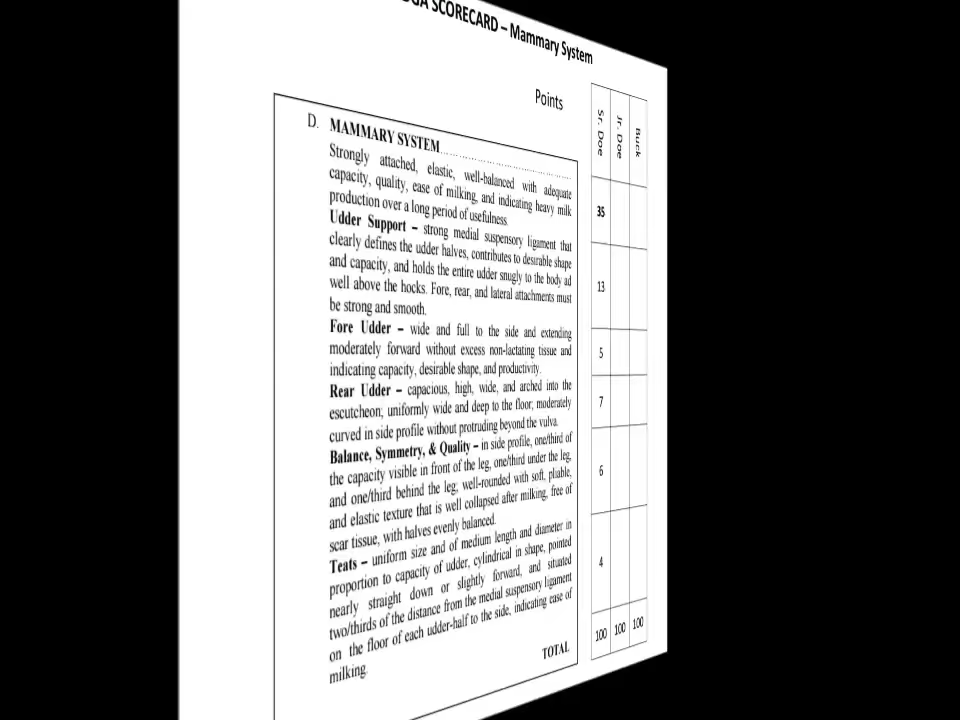 SCORECARD – Mammary System
Points
Sr. Doe
Jr. Doe
Buck
D. MAMMARY SYSTEM
35
Strongly attached, elastic, well-balanced with adequate
capacity, quality, ease of milking, and indicating heavy milk
production over a long period of usefulness.
Udder Support – strong medial suspensory ligament that
clearly defines the udder halves, contributes to desirable shape
and capacity, and holds the entire udder snugly to the body ad
well above the hocks. Fore, rear, and lateral attachments must
be strong and smooth.
13
Fore Udder – wide and full to the side and extending
moderately forward without excess non-lactating tissue and
indicating capacity, desirable shape, and productivity.
5
Rear Udder – capacious, high, wide, and arched into the
escutcheon; uniformly wide and deep to the floor; moderately
curved in side profile without protruding beyond the vulva.
7
Balance, Symmetry, & Quality – in side profile, one/third of
the capacity visible in front of the leg, one/third under the leg,
and one/third behind the leg; well-rounded with soft, pliable,
and elastic texture that is well collapsed after milking, free of
scar tissue, with halves evenly balanced.
6
Teats – uniform size and of medium length and diameter in
proportion to capacity of udder, cylindrical in shape, pointed
nearly straight down or slightly forward, and situated
two/thirds of the distance from the medial suspensory ligament
on the floor of each udder-half to the side, indicating ease of
milking.
4
TOTAL
100 100 100